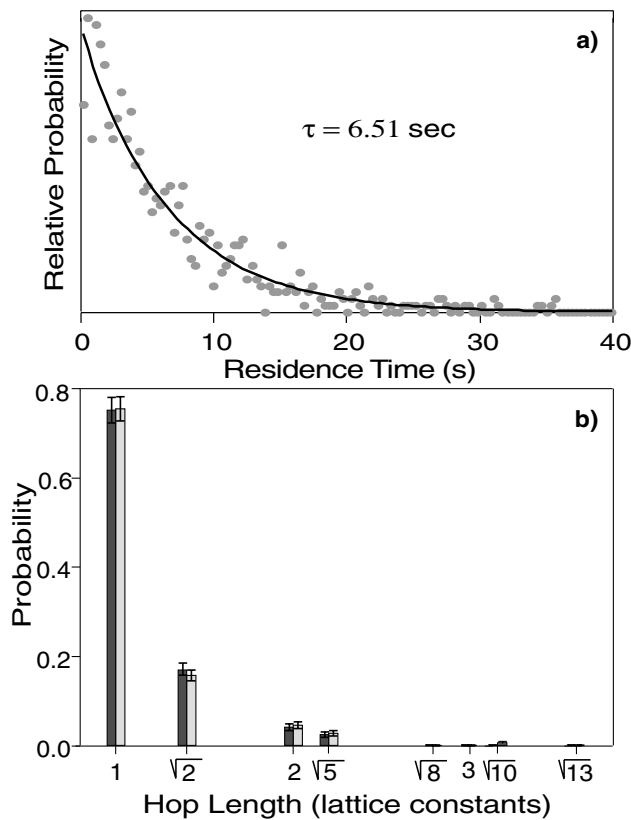 a)
Relative Probability
τ = 6.51 sec
0 10 20 30 40
Residence Time (s)
b)
Probability
0.8
0.6
0.4
0.2
0.0
1 √2 2 √5 √8 3 √10 √13
Hop Length (lattice constants)